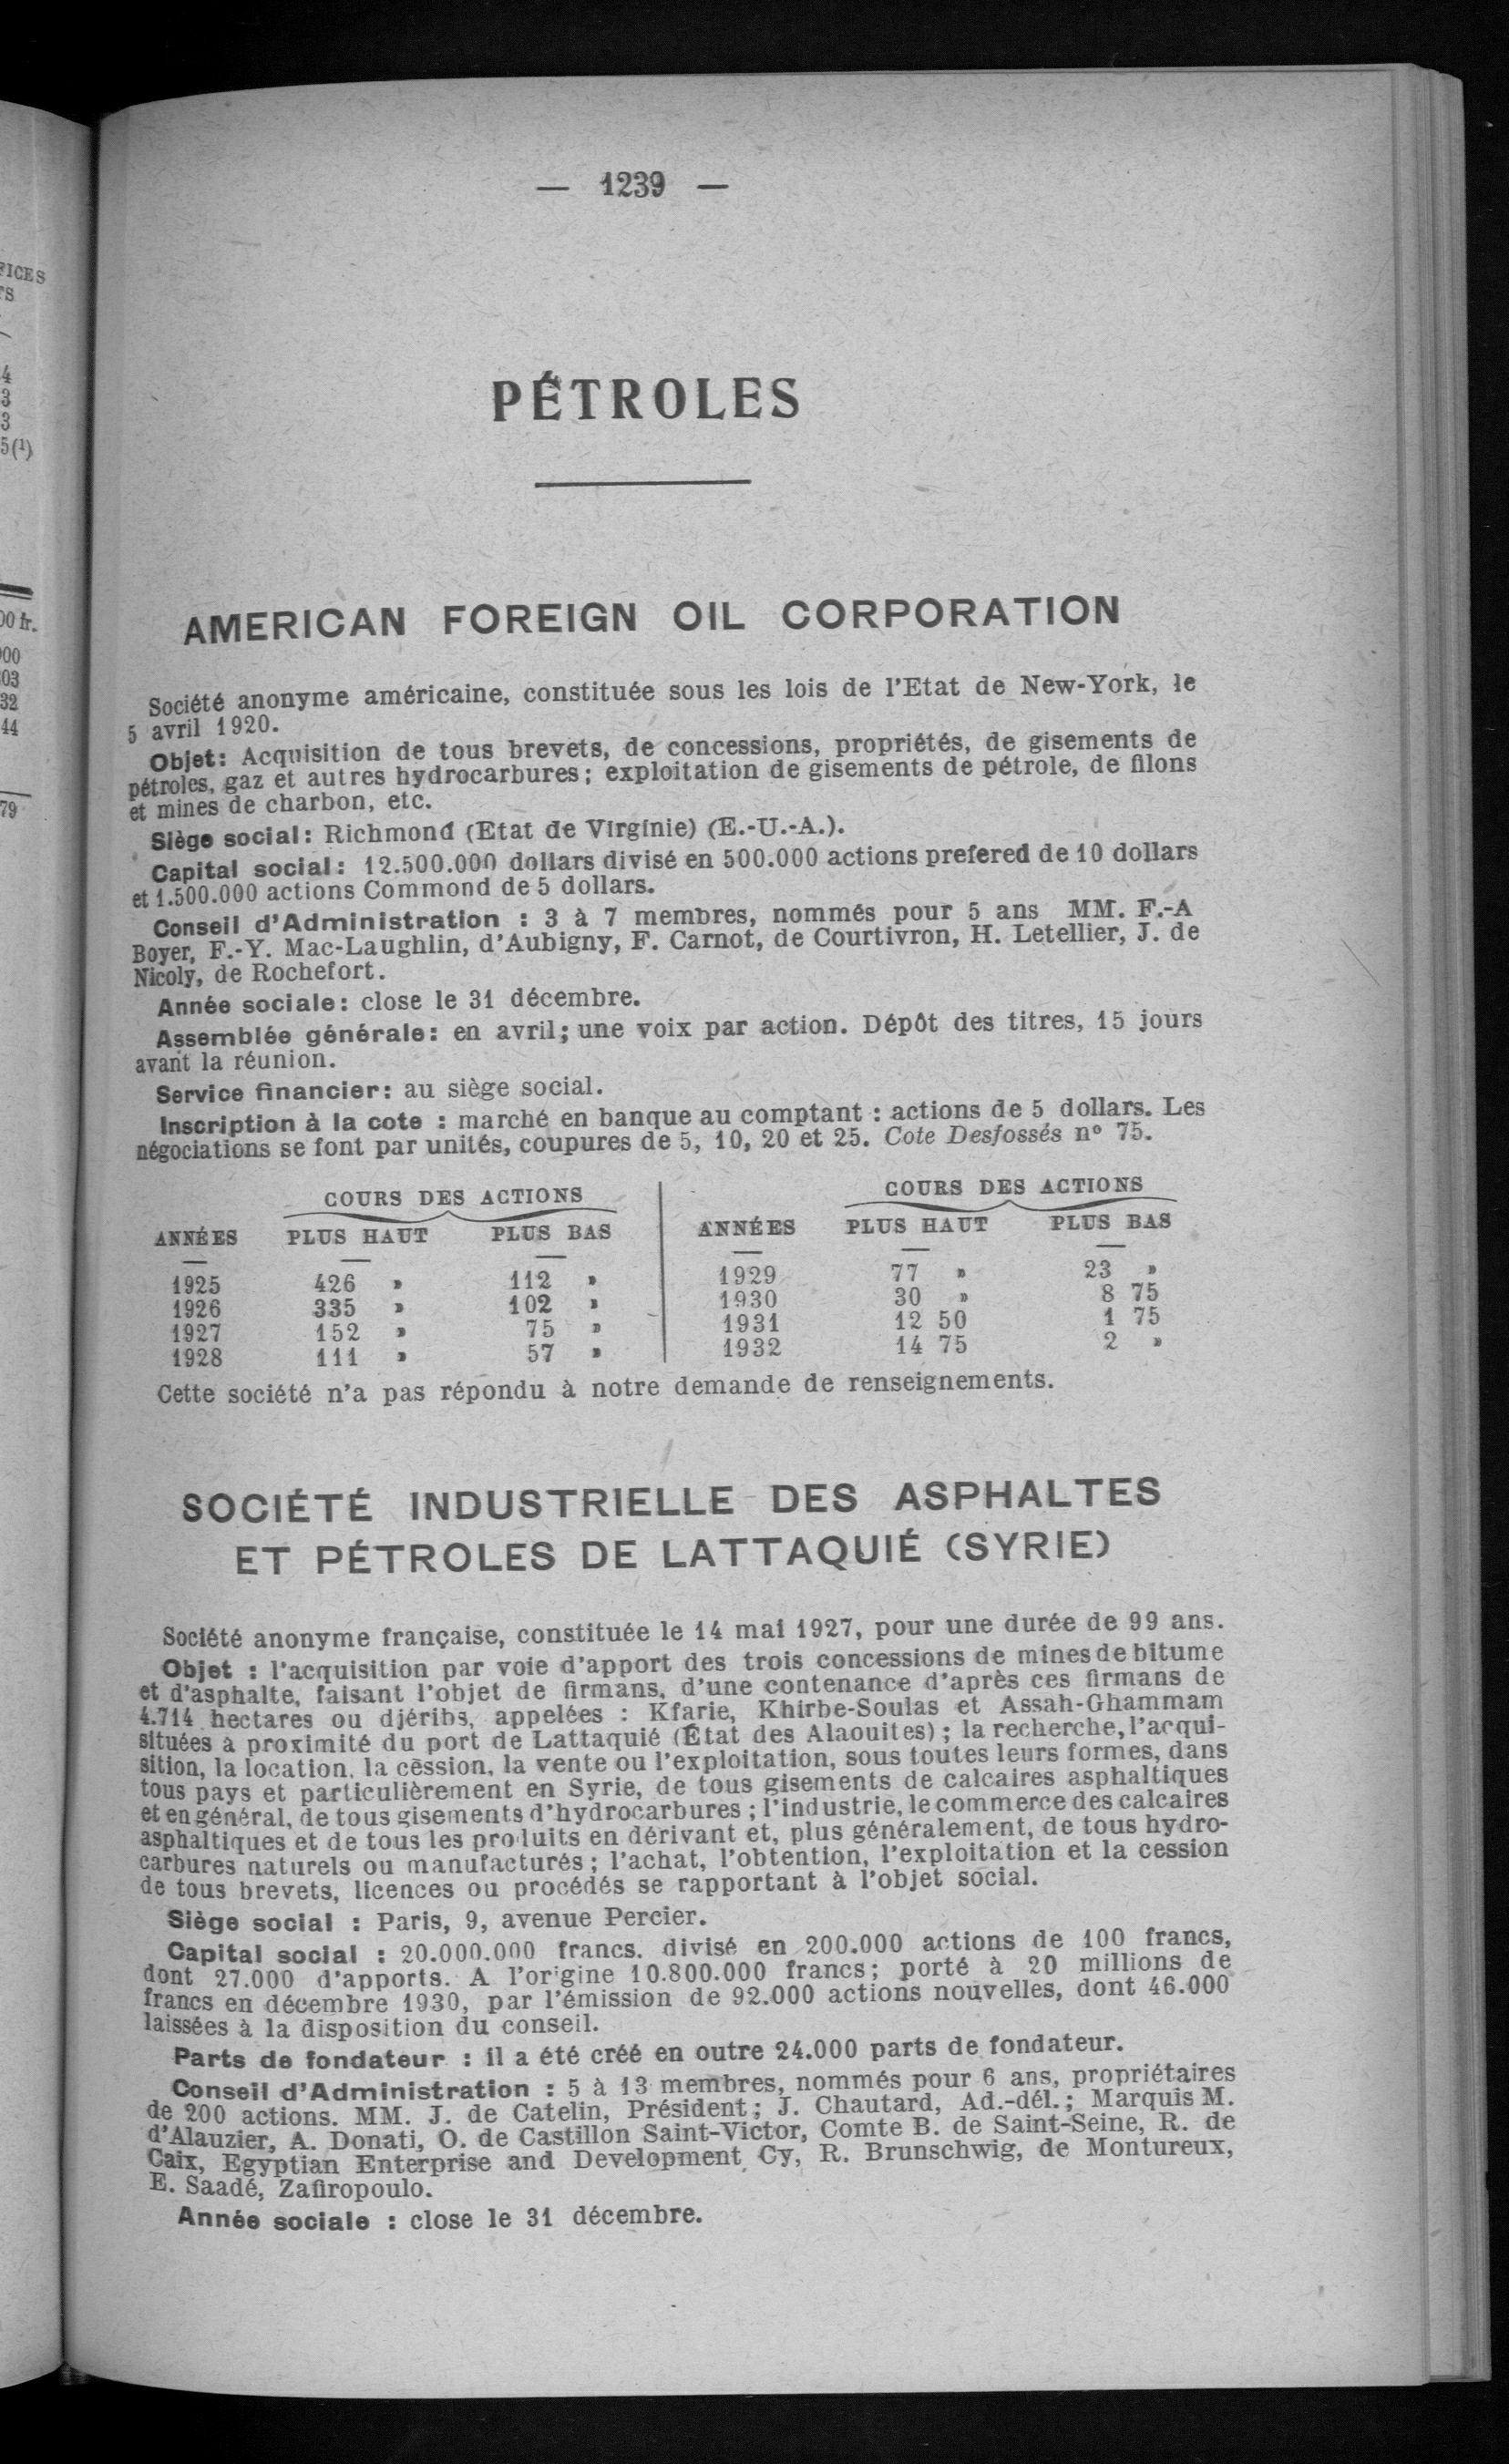 — 1239 —
FICES
TS
4
3
3
5(¹)
00 fr.
000
03
32
44
79
PÉTROLES
AMERICAN FOREIGN OIL CORPORATION
Société anonyme américaine, constituée sous les lois de l'Etat de New-York, le
5 avril 1920.
Objet: Acquisition de tous brevets, de concessions, propriétés, de gisements de
pétroles, gaz et autres hydrocarbures; exploitation de gisements de pétrole, de filons
et mines de charbon, etc.
Siège social: Richmond (Etat de Virginie) (E.-U.-A.).
Capital social: 12.500.000 dollars divisé en 500.000 actions prefered de 10 dollars
et 1.500.000 actions Commond de 5 dollars.
Conseil d'Administration : 3 à 7 membres, nommés pour 5 ans MM. F.-A
Boyer, F.-Y. Mac-Laughlin, d'Aubigny, F. Carnot, de Courtivron, H. Letellier, J. de
Nicoly, de Rochefort.
Année sociale: close le 31 décembre.
Assemblée générale: en avril; une voix par action. Dépôt des titres, 15 jours
avant la réunion.
Service financier: au siège social.
Inscription à la cote : marché en banque au comptant : actions de 5 dollars. Les
négociations se font par unités, coupures de 5, 10, 20 et 25. Cote Desfossés n° 75.
COURS DES ACTIONS COURS DES ACTIONS
ANNÉES PLUS HAUT PLUS BAS ANNÉES PLUS HAUT PLUS BAS
1925 426 » 112 » 1929 77 » 23 »
1926 335 » 102 » 1930 30 » 8 75
1927 152 » 75 » 1931 12 50 1 75
1928 111 » 57 » 1932 14 75 2 »
Cette société n'a pas répondu à notre demande de renseignements.
SOCIÉTÉ INDUSTRIELLE DES ASPHALTES
ET PÉTROLES DE LATTAQUIÉ (SYRIE)
Société anonyme française, constituée le 14 mai 1927, pour une durée de 99 ans.
Objet : l'acquisition par voie d'apport des trois concessions de mines de bitume
et d'asphalte, faisant l'objet de firmans, d'une contenance d'après ces firmans de
4.714 hectares ou djéribs, appelées : Kfarie, Khirbe-Soulas et Assah-Ghammam
situées à proximité du port de Lattaquié (État des Alaouites) ; la recherche, l'acqui-
sition, la location, la cession, la vente ou l'exploitation, sous toutes leurs formes, dans
tous pays et particulièrement en Syrie, de tous gisements de calcaires asphaltiques
et en général, de tous gisements d'hydrocarbures ; l'industrie, le commerce des calcaires
asphaltiques et de tous les produits en dérivant et, plus généralement, de tous hydro-
carbures naturels ou manufacturés ; l'achat, l'obtention, l'exploitation et la cession
de tous brevets, licences ou procédés se rapportant à l'objet social.
Siège social : Paris, 9, avenue Percier.
Capital social : 20.000.000 francs. divisé en 200.000 actions de 100 francs,
dont 27.000 d'apports. A l'origine 10.800.000 francs; porté à 20 millions de
francs en décembre 1930, par l'émission de 92.000 actions nouvelles, dont 46.000
laissées à la disposition du conseil.
Parts de fondateur : il a été créé en outre 24.000 parts de fondateur.
Conseil d'Administration : 5 à 13 membres, nommés pour 6 ans, propriétaires
de 200 actions. MM. J. de Catelin, Président; J. Chautard, Ad.-dél.; Marquis M.
d'Alauzier, A. Donati, O. de Castillon Saint-Victor, Comte B. de Saint-Seine, R. de
Caix, Egyptian Enterprise and Development Cy, R. Brunschwig, de Montureux,
E. Saadé, Zafiropoulo.
Année sociale : close le 31 décembre.